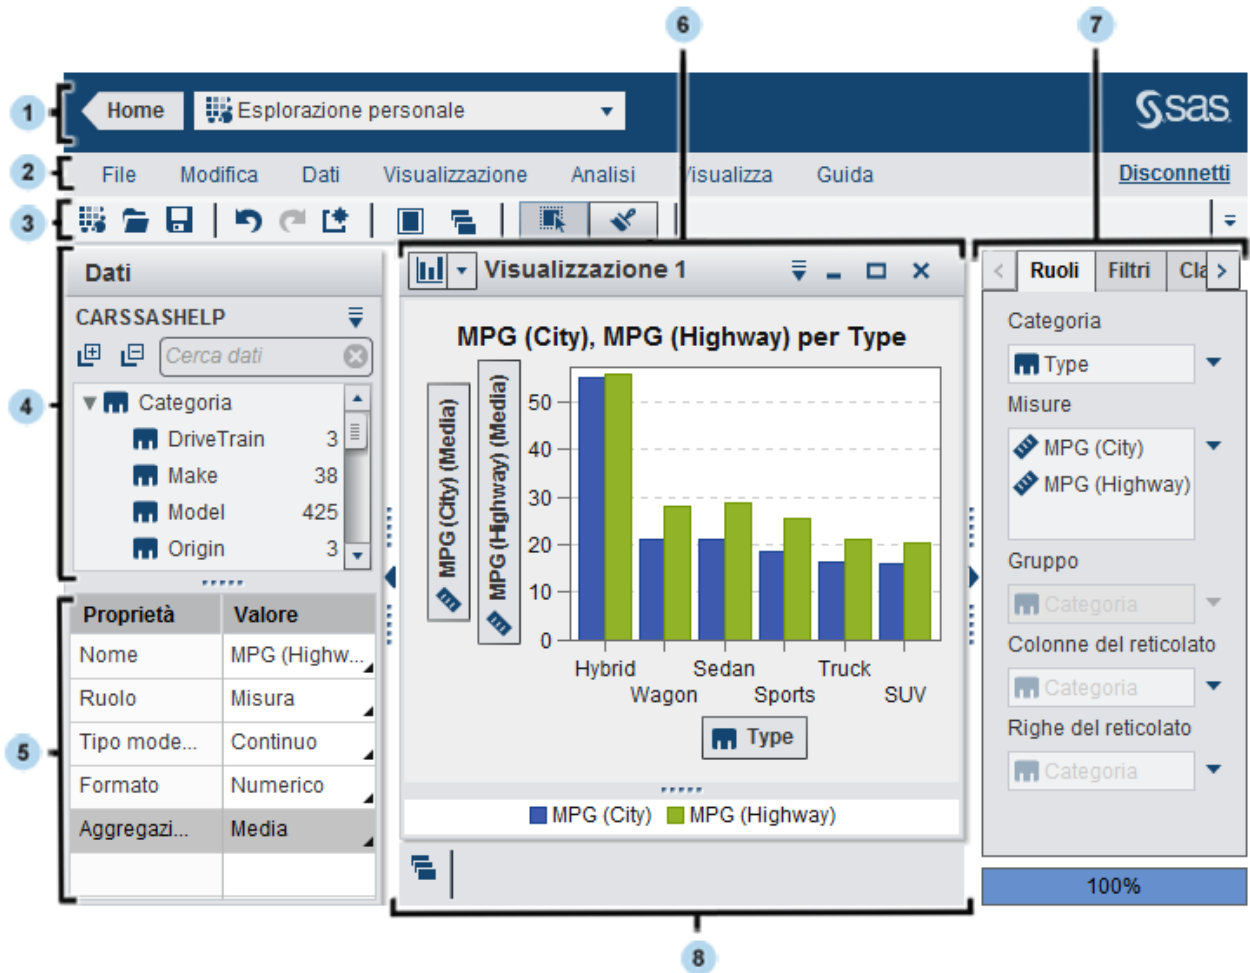 6
7
1
Home
Esplorazione personale
sas
2
File Modifica Dati Visualizzazione Analisi Visualizza Guida Disconnetti
3
Dati
Visualizzazione 1
Ruoli Filtri Cla
CARSSASHELP
Cerca dati
4
Categoria
DriveTrain 3
Make 38
Model 425
Origin 3
5
Proprietà Valore
Nome MPG (Highw...
Ruolo Misura
Tipo mode... Continuo
Formato Numerico
Aggregazi... Media
MPG (City), MPG (Highway) per Type
MPG (City) (Media)
MPG (Highway) (Media)
50
40
30
20
10
0
Hybrid Sedan Truck
Wagon Sports SUV
Type
MPG (City) MPG (Highway)
Categoria
Type
Misure
MPG (City)
MPG (Highway)
Gruppo
Categoria
Colonne del reticolato
Categoria
Righe del reticolato
Categoria
100%
8